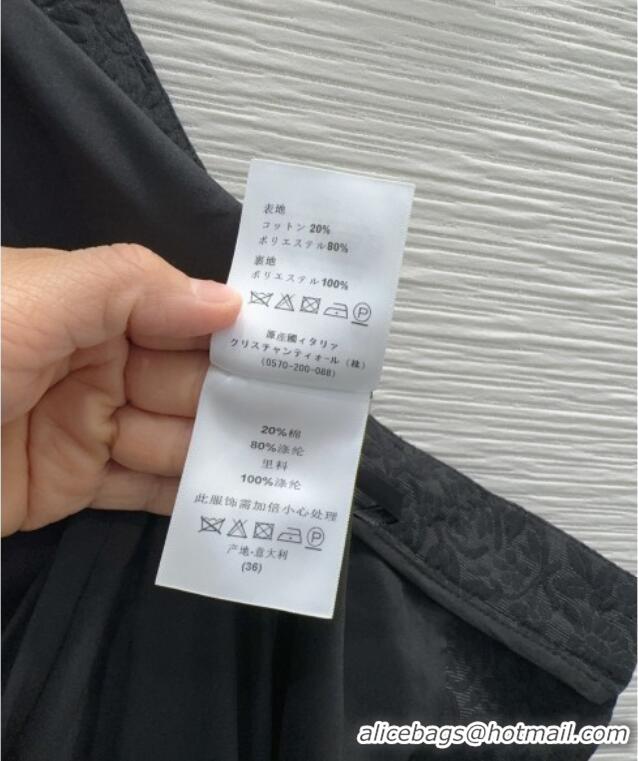 表地
コットン 20%
ポリエステル80%
裏地
ポリエステル100%
原産國イタリア
クリスチャンディオール（株）
(0570-200-088)
20%棉
80%涤纶
里料
100%涤纶
此服饰需加倍小心处理
产地-意大利
(36)
alicebags@hotmail.com